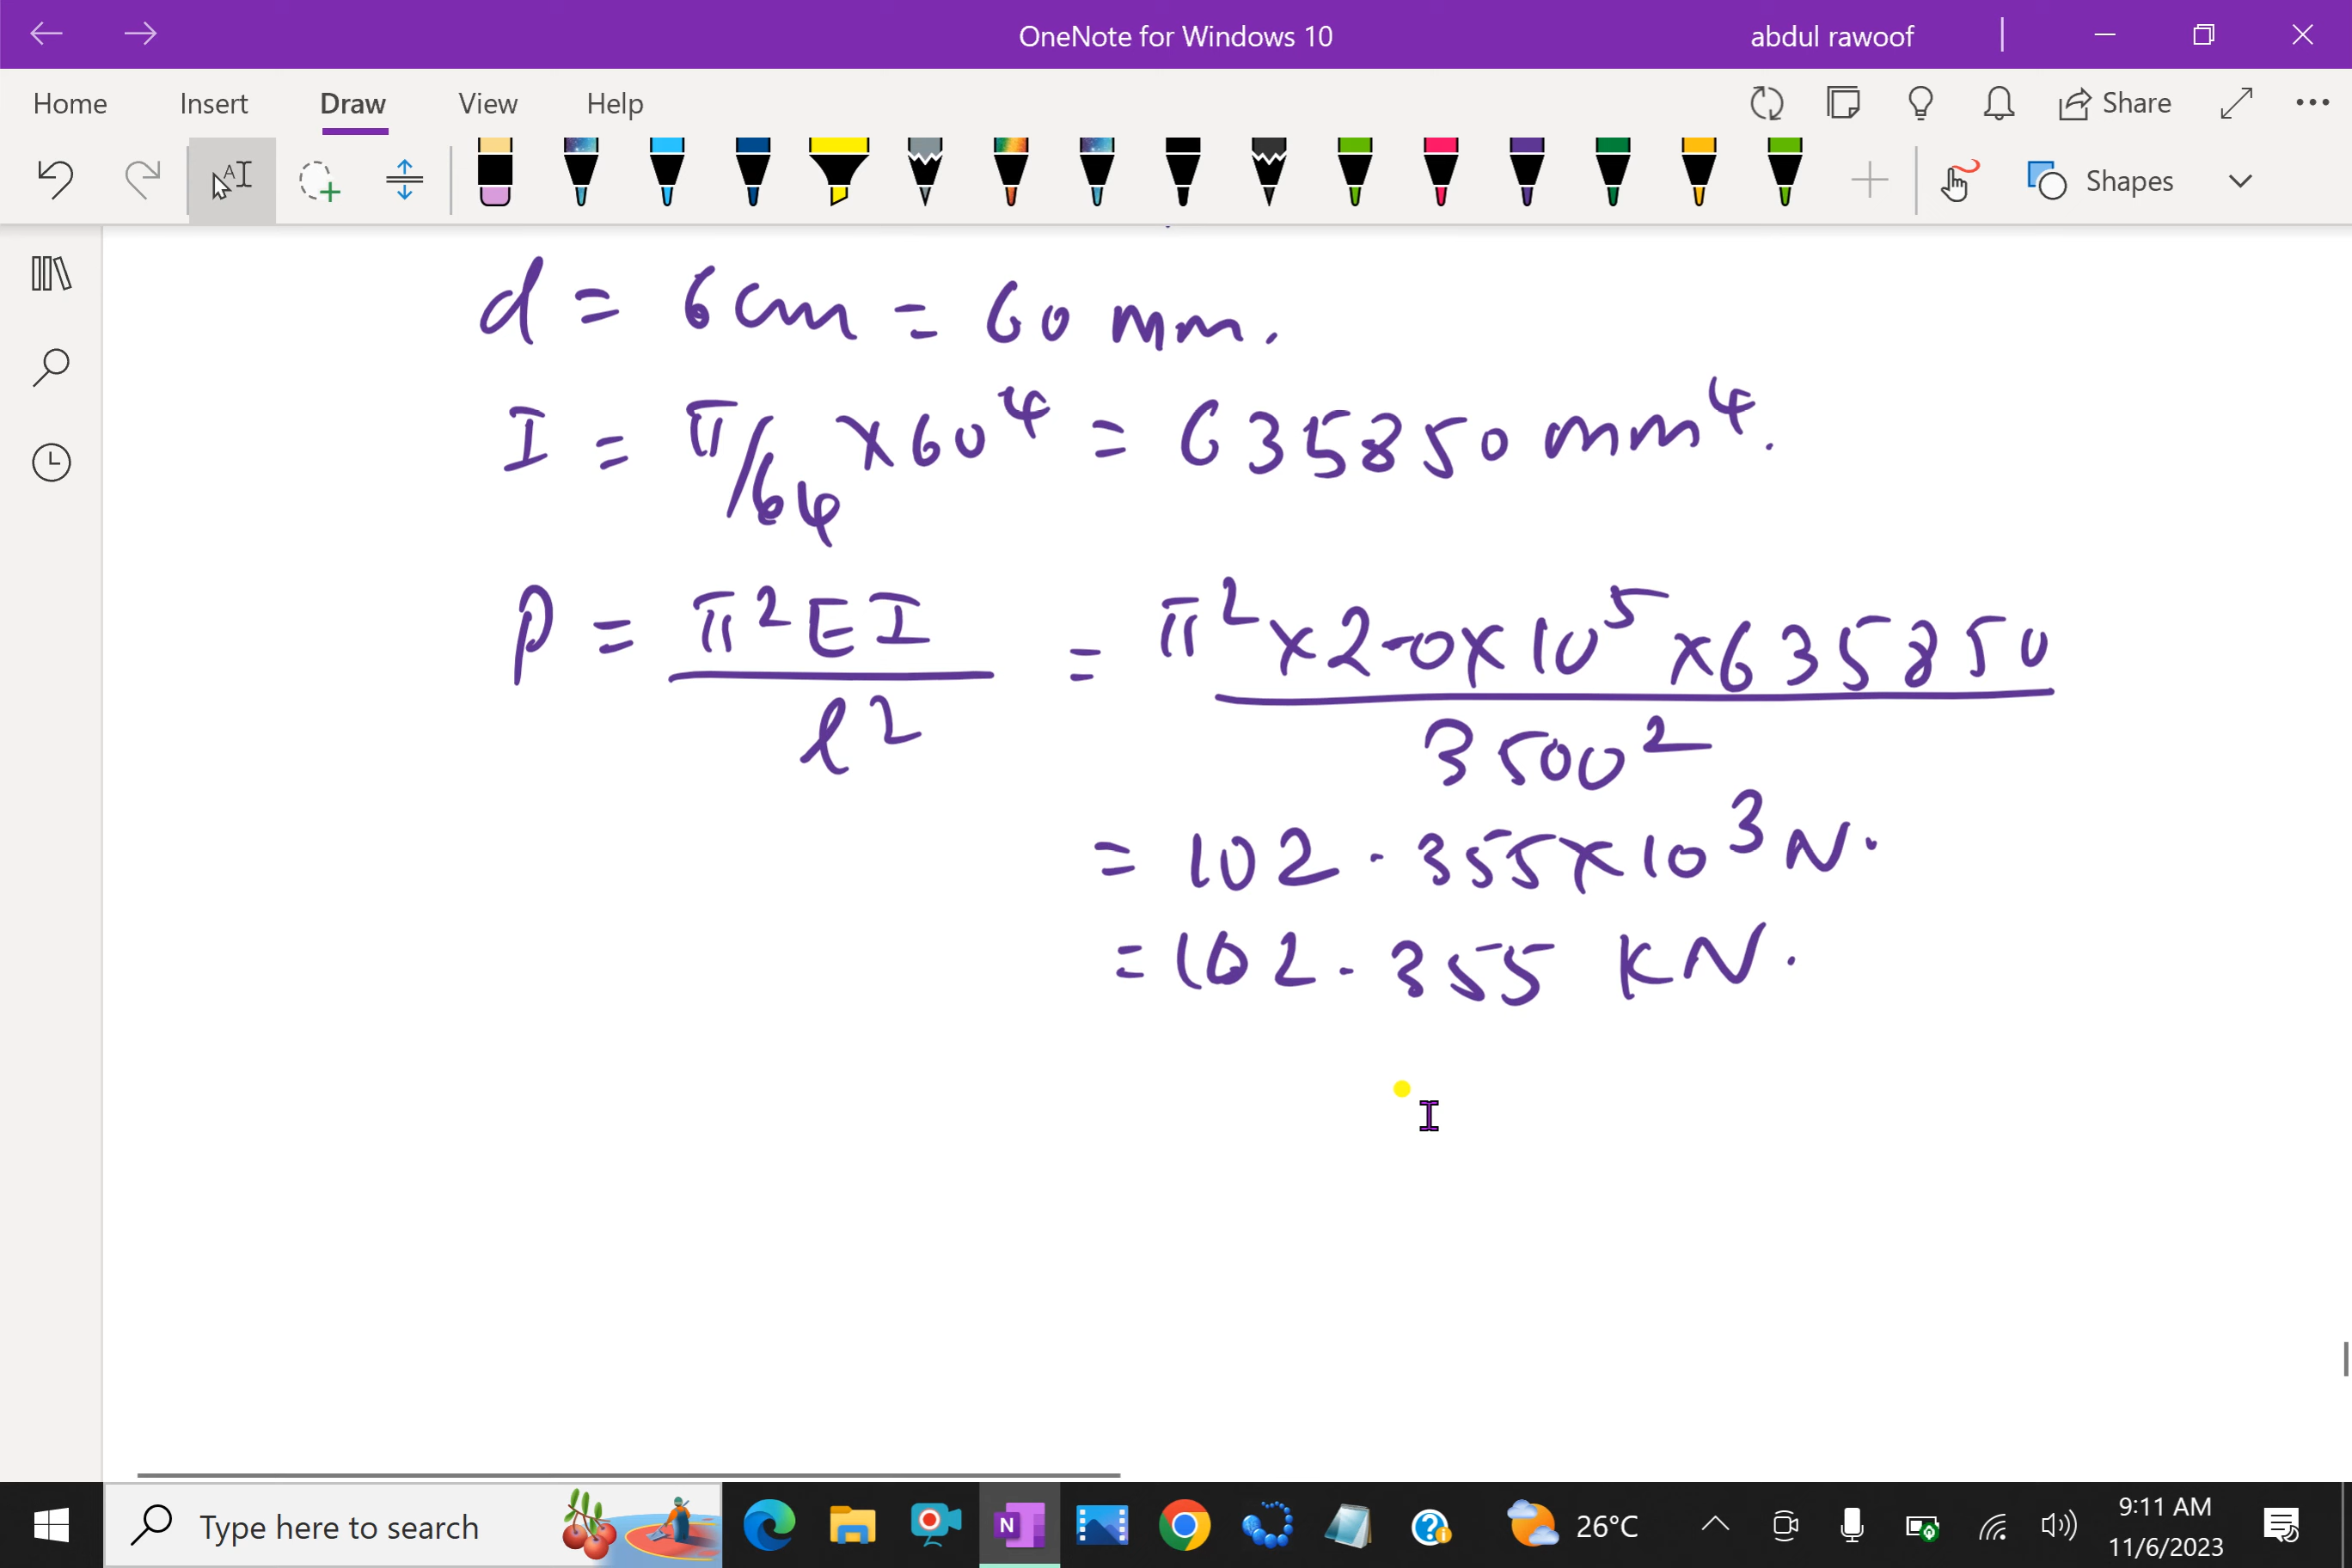 OneNote for Windows 10
abdul rawoof
Home Insert Draw View Help
Share
Shapes
d = 6 cm = 60 mm.
I = π/64 × 60⁴ = 635850 mm⁴.
P = π²EI / l² = π² × 2.0 × 10⁵ × 635850 / 3500²
= 102.355 × 10³ N.
= 102.355 KN.
Type here to search
26°C
9:11 AM
11/6/2023